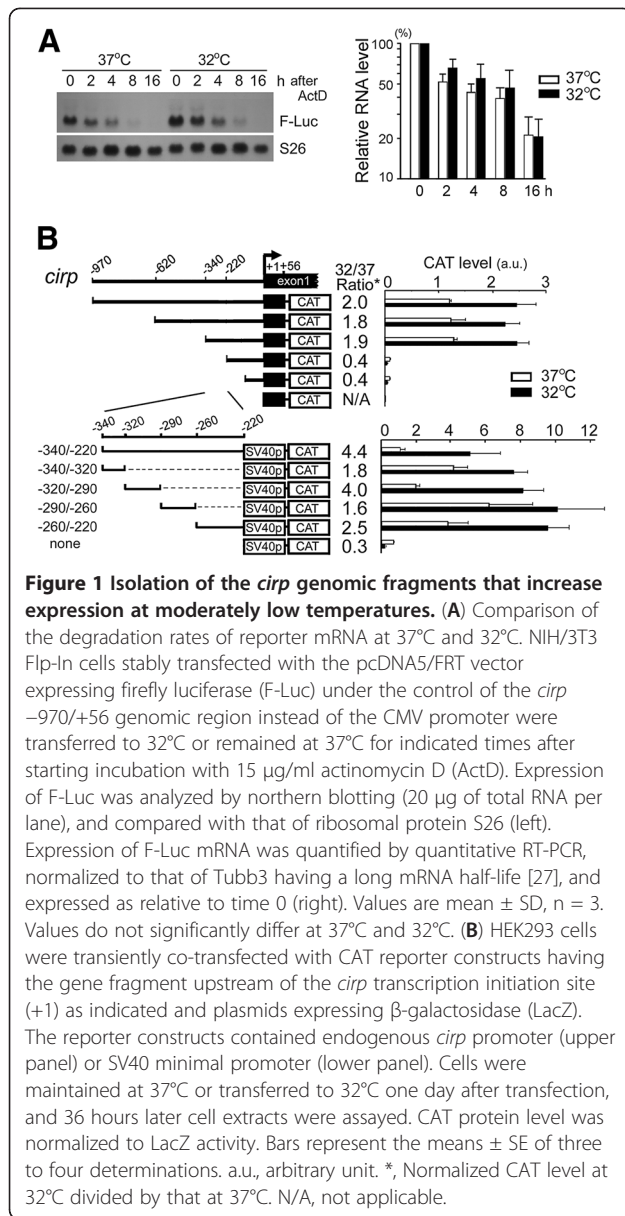 A
37°C 32°C
0 2 4 8 16 0 2 4 8 16 h after
ActD
F-Luc
S26
(%)
100
50
20
10
Relative RNA level
37°C
32°C
0 2 4 8 16 h
B
-970 -620 -340 -220 +1+56
cirp exon1
32/37
Ratio*
CAT level (a.u.)
0 1 2 3
CAT 2.0
CAT 1.8
CAT 1.9
CAT 0.4
CAT 0.4
CAT N/A
37°C
32°C
-340 -320 -290 -260 -220
0 2 4 6 8 10 12
-340/-220 SV40p CAT 4.4
-340/-320 SV40p CAT 1.8
-320/-290 SV40p CAT 4.0
-290/-260 SV40p CAT 1.6
-260/-220 SV40p CAT 2.5
none SV40p CAT 0.3
Figure 1 Isolation of the cirp genomic fragments that increase
expression at moderately low temperatures. (A) Comparison of
the degradation rates of reporter mRNA at 37°C and 32°C. NIH/3T3
Flp-In cells stably transfected with the pcDNA5/FRT vector
expressing firefly luciferase (F-Luc) under the control of the cirp
−970/+56 genomic region instead of the CMV promoter were
transferred to 32°C or remained at 37°C for indicated times after
starting incubation with 15 μg/ml actinomycin D (ActD). Expression
of F-Luc was analyzed by northern blotting (20 μg of total RNA per
lane), and compared with that of ribosomal protein S26 (left).
Expression of F-Luc mRNA was quantified by quantitative RT-PCR,
normalized to that of Tubb3 having a long mRNA half-life [27], and
expressed as relative to time 0 (right). Values are mean ± SD, n = 3.
Values do not significantly differ at 37°C and 32°C. (B) HEK293 cells
were transiently co-transfected with CAT reporter constructs having
the gene fragment upstream of the cirp transcription initiation site
(+1) as indicated and plasmids expressing β-galactosidase (LacZ).
The reporter constructs contained endogenous cirp promoter (upper
panel) or SV40 minimal promoter (lower panel). Cells were
maintained at 37°C or transferred to 32°C one day after transfection,
and 36 hours later cell extracts were assayed. CAT protein level was
normalized to LacZ activity. Bars represent the means ± SE of three
to four determinations. a.u., arbitrary unit. *, Normalized CAT level at
32°C divided by that at 37°C. N/A, not applicable.